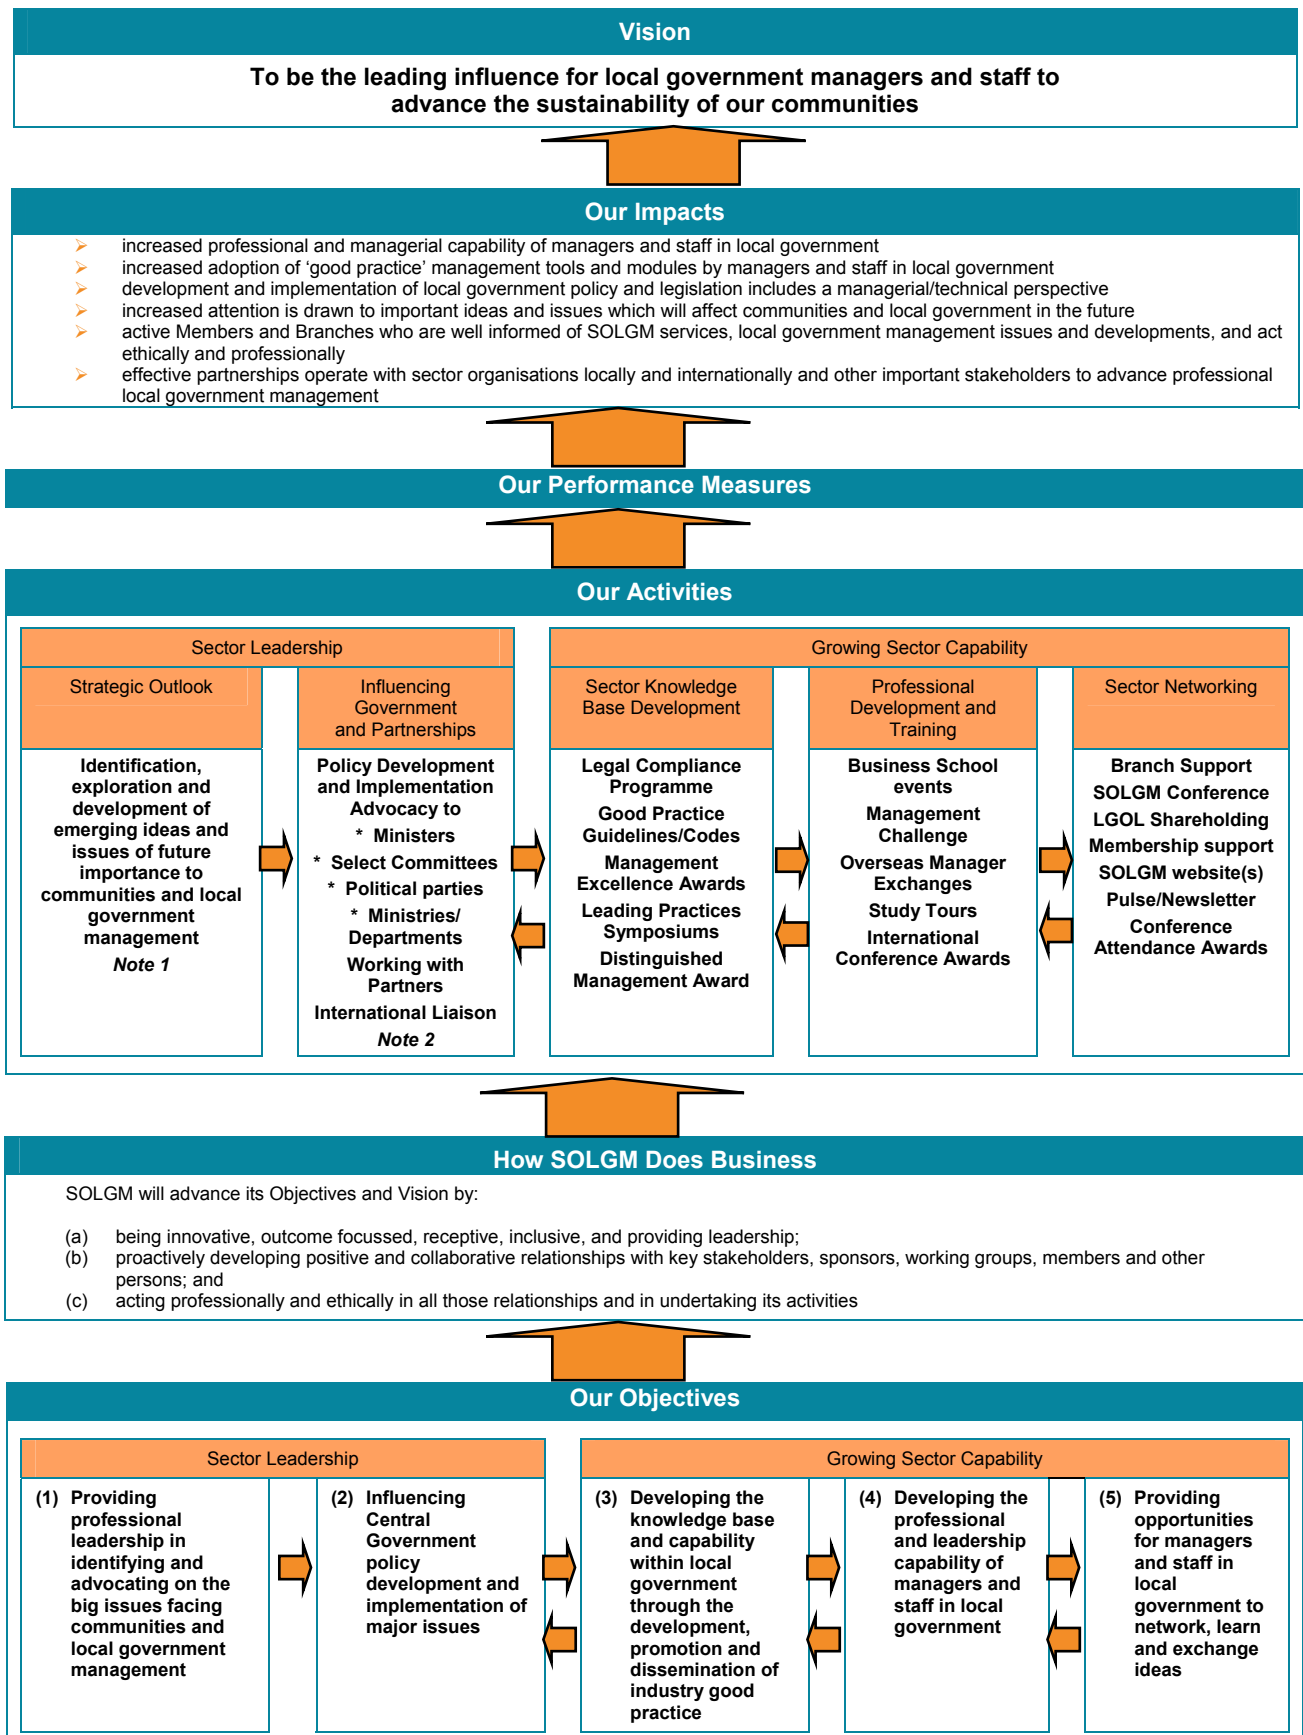 Vision
To be the leading influence for local government managers and staff to
advance the sustainability of our communities
Our Impacts
➢ increased professional and managerial capability of managers and staff in local government
➢ increased adoption of ‘good practice’ management tools and modules by managers and staff in local government
➢ development and implementation of local government policy and legislation includes a managerial/technical perspective
➢ increased attention is drawn to important ideas and issues which will affect communities and local government in the future
➢ active Members and Branches who are well informed of SOLGM services, local government management issues and developments, and act
ethically and professionally
➢ effective partnerships operate with sector organisations locally and internationally and other important stakeholders to advance professional
local government management
Our Performance Measures
Our Activities
Sector Leadership
Strategic Outlook
Identification,
exploration and
development of
emerging ideas and
issues of future
importance to
communities and local
government
management
Note 1
Influencing
Government
and Partnerships
Policy Development
and Implementation
Advocacy to
* Ministers
* Select Committees
* Political parties
* Ministries/
Departments
Working with
Partners
International Liaison
Note 2
Growing Sector Capability
Sector Knowledge
Base Development
Legal Compliance
Programme
Good Practice
Guidelines/Codes
Management
Excellence Awards
Leading Practices
Symposiums
Distinguished
Management Award
Professional
Development and
Training
Business School
events
Management
Challenge
Overseas Manager
Exchanges
Study Tours
International
Conference Awards
Sector Networking
Branch Support
SOLGM Conference
LGOL Shareholding
Membership support
SOLGM website(s)
Pulse/Newsletter
Conference
Attendance Awards
How SOLGM Does Business
SOLGM will advance its Objectives and Vision by:
(a) being innovative, outcome focussed, receptive, inclusive, and providing leadership;
(b) proactively developing positive and collaborative relationships with key stakeholders, sponsors, working groups, members and other
persons; and
(c) acting professionally and ethically in all those relationships and in undertaking its activities
Our Objectives
Sector Leadership
(1) Providing
professional
leadership in
identifying and
advocating on the
big issues facing
communities and
local government
management
(2) Influencing
Central
Government
policy
development and
implementation of
major issues
Growing Sector Capability
(3) Developing the
knowledge base
and capability
within local
government
through the
development,
promotion and
dissemination of
industry good
practice
(4) Developing the
professional
and leadership
capability of
managers and
staff in local
government
(5) Providing
opportunities
for managers
and staff in
local
government to
network, learn
and exchange
ideas